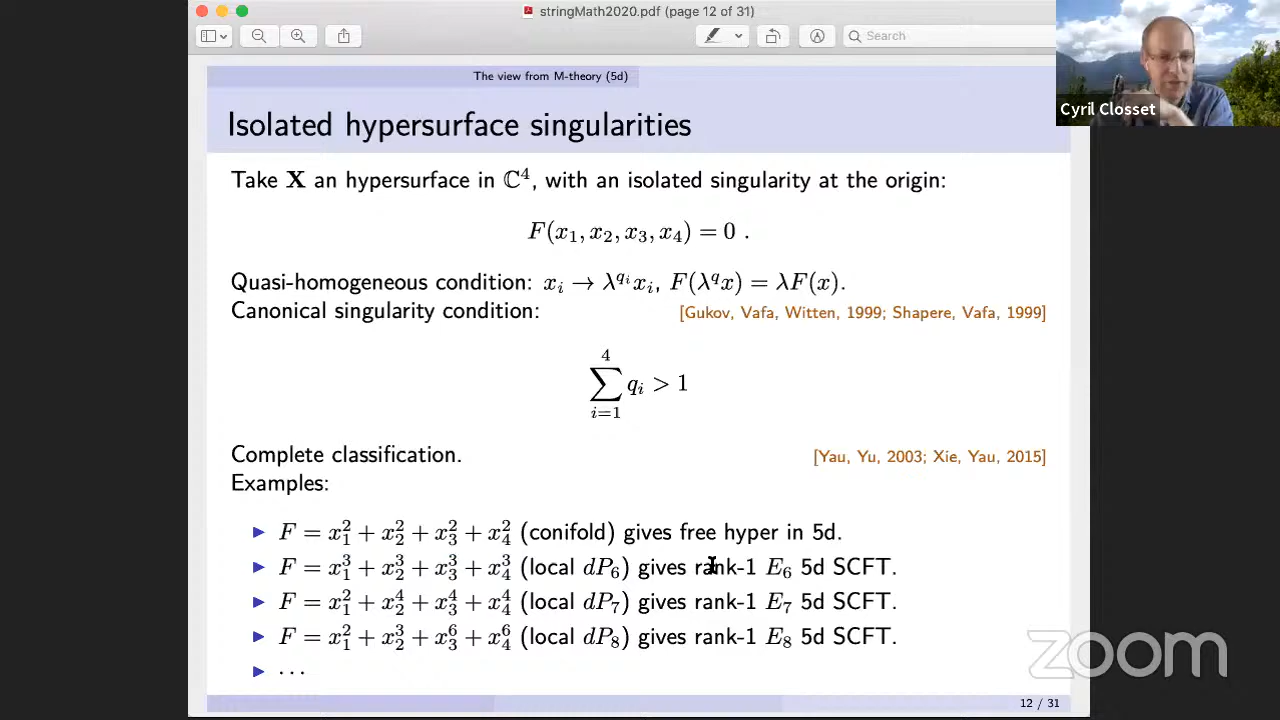 stringMath2020.pdf (page 12 of 31)
Search
Cyril Closset
The view from M-theory (5d)
Isolated hypersurface singularities
Take X an hypersurface in ℂ⁴, with an isolated singularity at the origin:
F(x₁, x₂, x₃, x₄) = 0 .
Quasi-homogeneous condition: xᵢ → λ^{qᵢ}xᵢ, F(λ^q x) = λF(x).
Canonical singularity condition: [Gukov, Vafa, Witten, 1999; Shapere, Vafa, 1999]
∑_{i=1}^{4} qᵢ > 1
Complete classification. [Yau, Yu, 2003; Xie, Yau, 2015]
Examples:
▶ F = x₁² + x₂² + x₃² + x₄² (conifold) gives free hyper in 5d.
▶ F = x₁³ + x₂³ + x₃³ + x₄³ (local dP₆) gives rank-1 E₆ 5d SCFT.
▶ F = x₁² + x₂⁴ + x₃⁴ + x₄⁴ (local dP₇) gives rank-1 E₇ 5d SCFT.
▶ F = x₁² + x₂³ + x₃⁶ + x₄⁶ (local dP₈) gives rank-1 E₈ 5d SCFT.
▶ ···
zoom
12 / 31